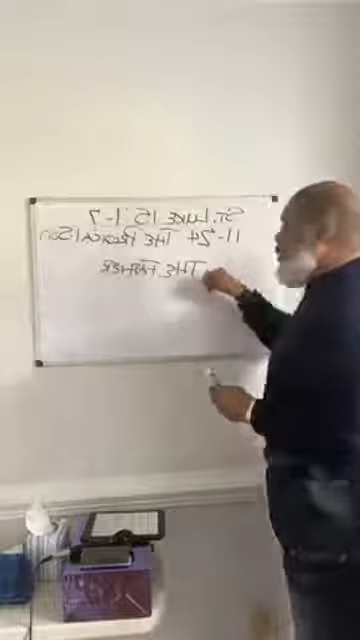 ST. LUKE 15:1-7
11-24 THE PRODIGAL SON
THE FATHER